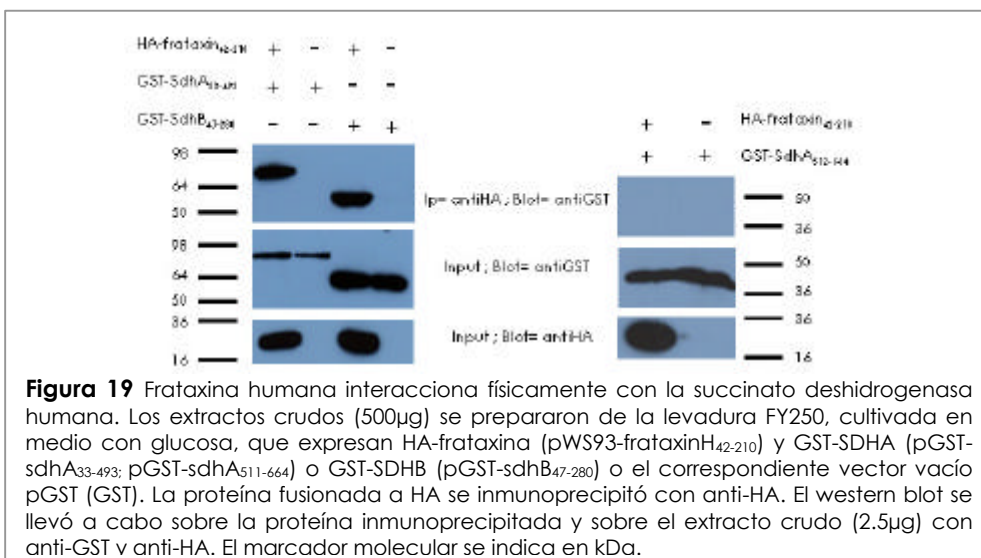 HA-frataxin42-210 + - + -
GST-SdhA + + - -
GST-SdhB47-280 - - + +
98
64
50
Ip= antiHA; Blot= antiGST
98
64
50
Input; Blot= antiGST
36
16
Input; Blot= antiHA
+ - HA-frataxin42-210
+ + GST-SdhA
50
36
50
36
36
16
Figura 19 Frataxina humana interacciona físicamente con la succinato deshidrogenasa
humana. Los extractos crudos (500µg) se prepararon de la levadura FY250, cultivada en
medio con glucosa, que expresan HA-frataxina (pWS93-frataxinH42-210) y GST-SDHA (pGST-
sdhA33-493; pGST-sdhA511-664) o GST-SDHB (pGST-sdhB47-280) o el correspondiente vector vacío
pGST (GST). La proteína fusionada a HA se inmunoprecipitó con anti-HA. El western blot se
llevó a cabo sobre la proteína inmunoprecipitada y sobre el extracto crudo (2.5µg) con
anti-GST y anti-HA. El marcador molecular se indica en kDa.